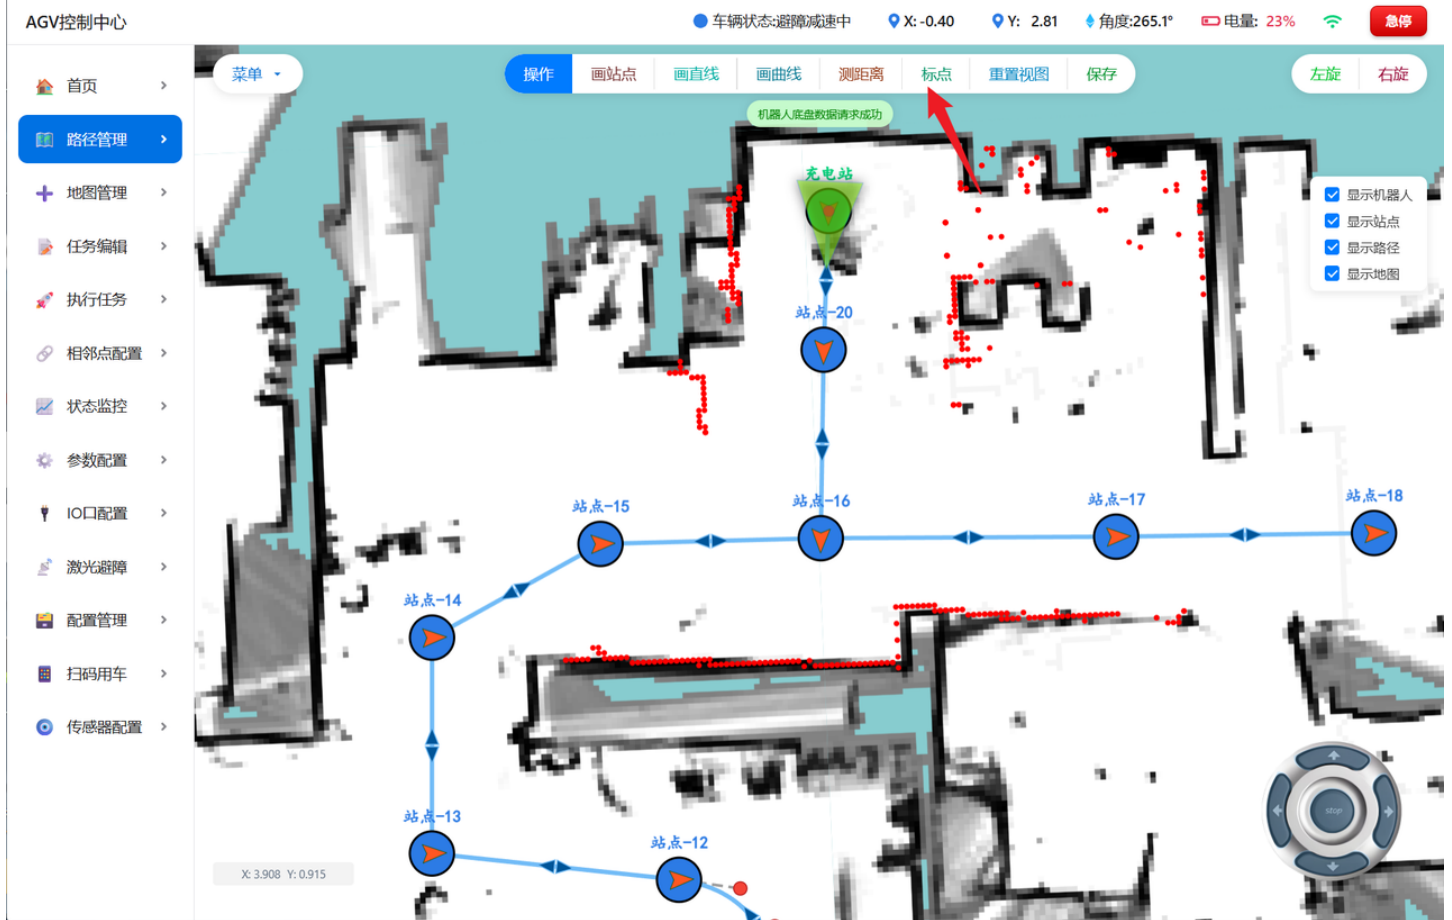 AGV控制中心
车辆状态:避障减速中
X: -0.40
Y: 2.81
角度:265.1°
电量: 23%
急停
首页
路径管理
地图管理
任务编辑
执行任务
相邻点配置
状态监控
参数配置
IO口配置
激光避障
配置管理
扫码用车
传感器配置
菜单
操作
画站点
画直线
画曲线
测距离
标点
重置视图
保存
左旋
右旋
机器人底盘数据请求成功
显示机器人
显示站点
显示路径
显示地图
充电站
站点-20
站点-15
站点-16
站点-17
站点-18
站点-14
站点-13
站点-12
stop
X: 3.908 Y: 0.915